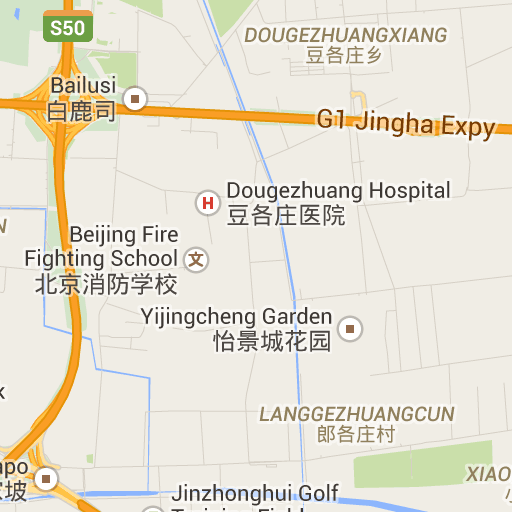 S50
DOUGEZHUANGXIANG
豆各庄乡
Bailusi
白鹿司
G1 Jingha Expy
Dougezhuang Hospital
H
豆各庄医院
Beijing Fire
Fighting School
文
北京消防学校
Yijingcheng Garden
怡景城花园
LANGGEZHUANGCUN
郎各庄村
XIAO
Jinzhonghui Golf